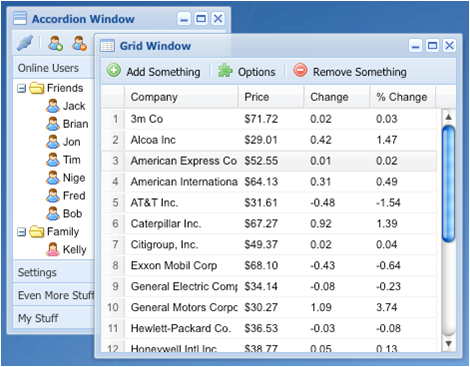 Accordion Window
Online Users
Friends
Jack
Brian
Jon
Tim
Nige
Fred
Bob
Family
Kelly
Settings
Even More Stuff
My Stuff
Grid Window
Add Something Options Remove Something
Company Price Change % Change
1 3m Co $71.72 0.02 0.03
2 Alcoa Inc $29.01 0.42 1.47
3 American Express Co $52.55 0.01 0.02
4 American Internationa $64.13 0.31 0.49
5 AT&T Inc. $31.61 -0.48 -1.54
6 Caterpillar Inc. $67.27 0.92 1.39
7 Citigroup, Inc. $49.37 0.02 0.04
8 Exxon Mobil Corp $68.10 -0.43 -0.64
9 General Electric Comp $34.14 -0.08 -0.23
10 General Motors Corpo $30.27 1.09 3.74
11 Hewlett-Packard Co. $36.53 -0.03 -0.08
12 Honeywell Intl Inc $38.77 0.05 0.13